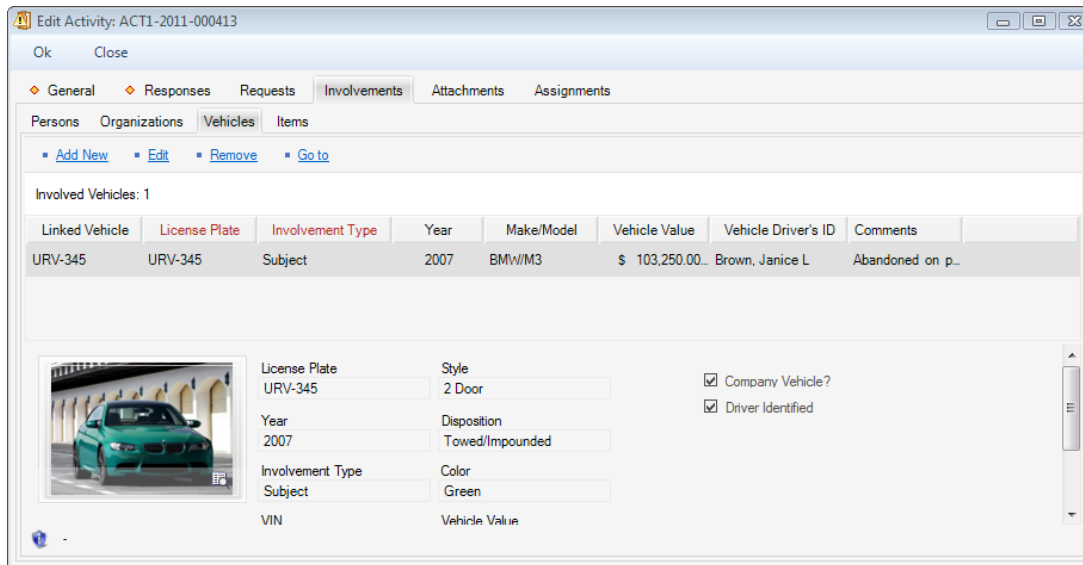 Edit Activity: ACT1-2011-000413
Ok Close
General Responses Requests Involvements Attachments Assignments
Persons Organizations Vehicles Items
Add New Edit Remove Go to
Involved Vehicles: 1
Linked Vehicle License Plate Involvement Type Year Make/Model Vehicle Value Vehicle Driver's ID Comments
URV-345 URV-345 Subject 2007 BMW/M3 $ 103,250.00... Brown, Janice L Abandoned on p...
License Plate Style
URV-345 2 Door
Company Vehicle?
Driver Identified
Year Disposition
2007 Towed/Impounded
Involvement Type Color
Subject Green
VIN Vehicle Value
-